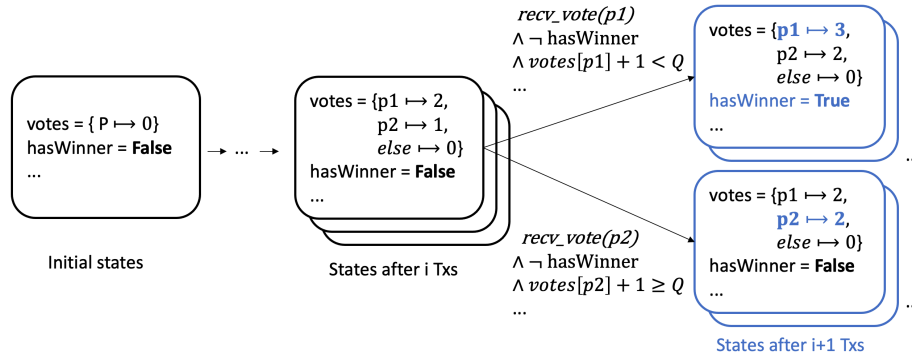 votes = { P ↦ 0}
hasWinner = False
...
Initial states
...
votes = {p1 ↦ 2,
p2 ↦ 1,
else ↦ 0}
hasWinner = False
...
States after i Txs
recv_vote(p1)
∧ ¬ hasWinner
∧ votes[p1] + 1 < Q
...
recv_vote(p2)
∧ ¬ hasWinner
∧ votes[p2] + 1 ≥ Q
...
votes = {p1 ↦ 3,
p2 ↦ 2,
else ↦ 0}
hasWinner = True
...
..
votes = {p1 ↦ 2,
p2 ↦ 2,
else ↦ 0}
hasWinner = False
...
..
States after i+1 Txs